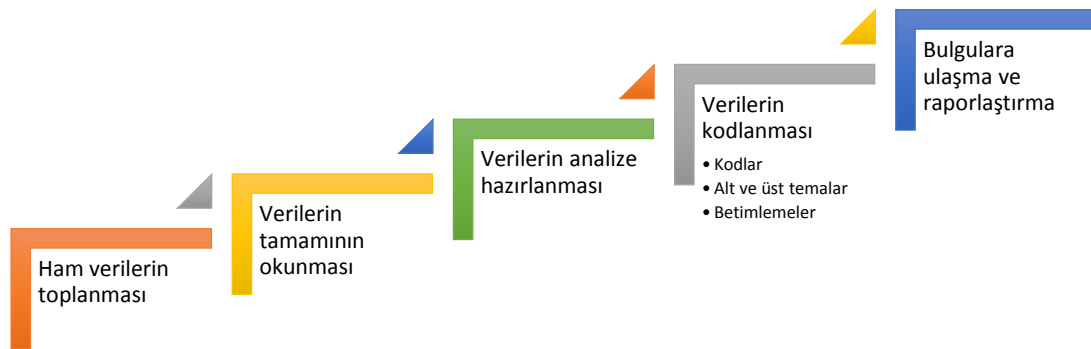 Ham verilerin
toplanması
Verilerin
tamamının
okunması
Verilerin analize
hazırlanması
Verilerin
kodlanması
• Kodlar
• Alt ve üst temalar
• Betimlemeler
Bulgulara
ulaşma ve
raporlaştırma